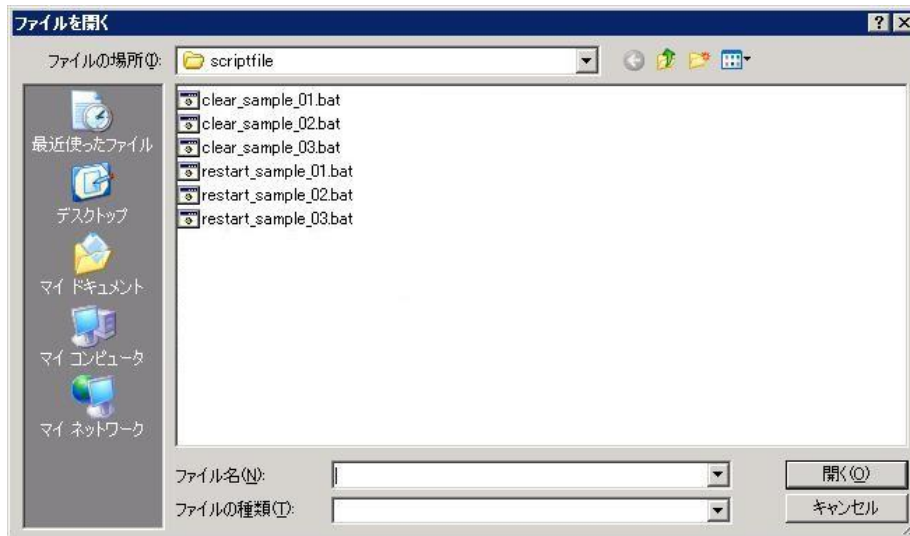 ファイルを開く
ファイルの場所(I):
scriptfile
最近使ったファイル
デスクトップ
マイ ドキュメント
マイ コンピュータ
マイ ネットワーク
clear_sample_01.bat
clear_sample_02.bat
clear_sample_03.bat
restart_sample_01.bat
restart_sample_02.bat
restart_sample_03.bat
ファイル名(N):
開く(O)
ファイルの種類(T):
キャンセル